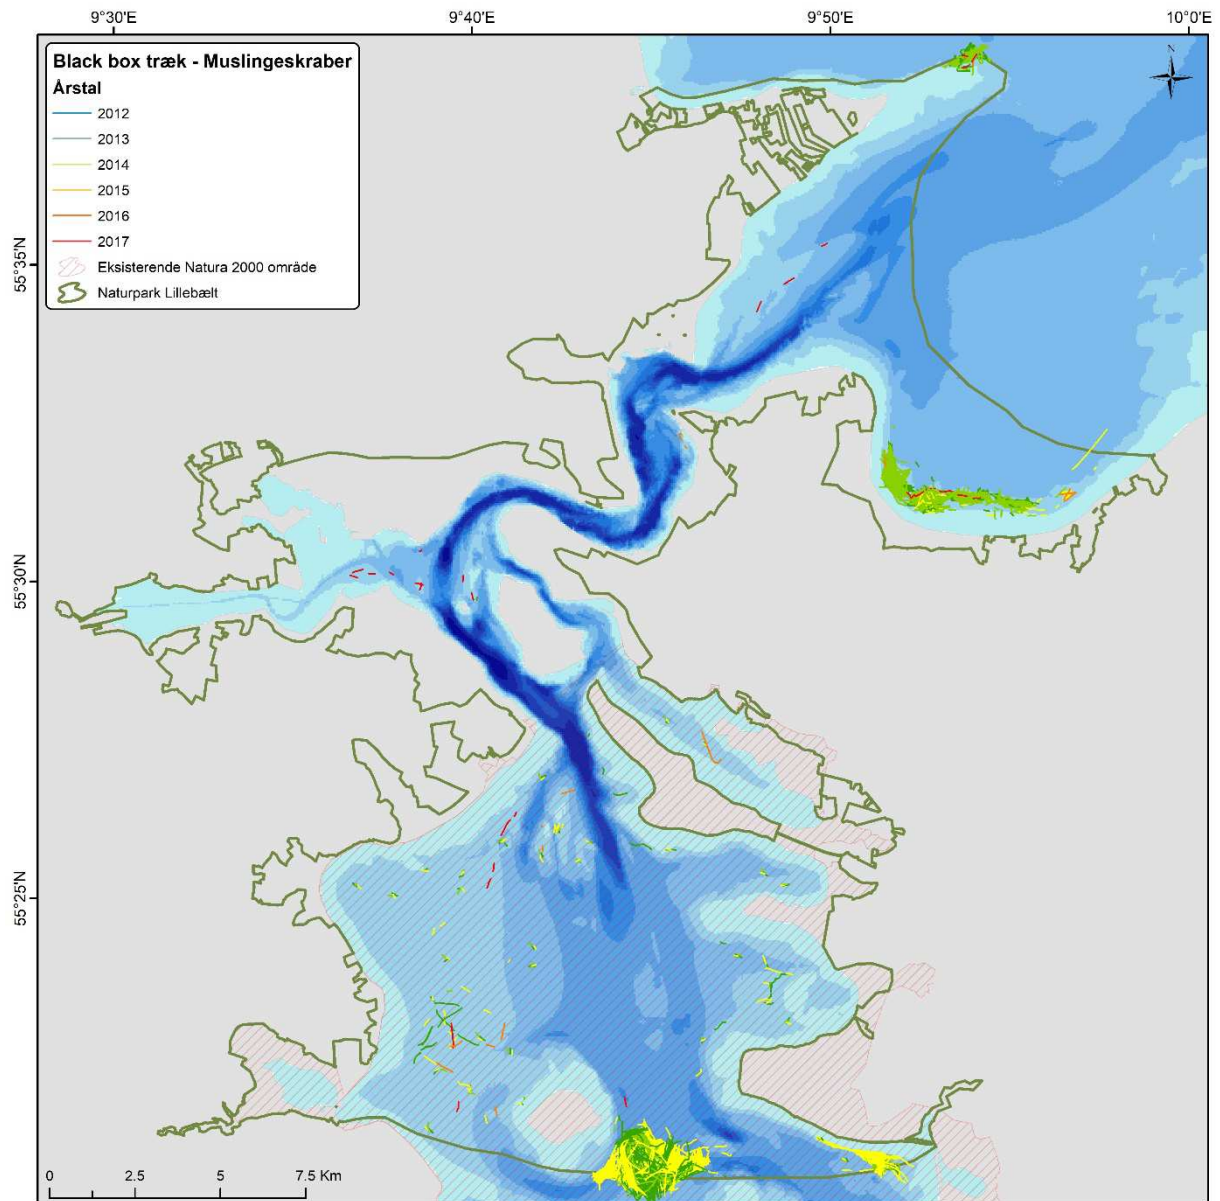 9°30'E 9°40'E 9°50'E 10°0'E
Black box træk - Muslingeskraber
Årstal
2012
2013
2014
2015
2016
2017
Eksisterende Natura 2000 område
Naturpark Lillebælt
N
55°35'N
55°30'N
55°25'N
0 2.5 5 7.5 Km